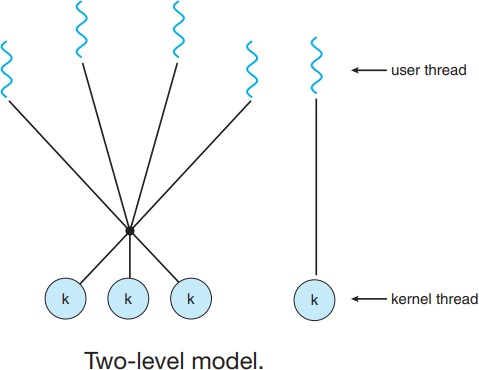 user thread
k
k
k
k
kernel thread
Two-level model.